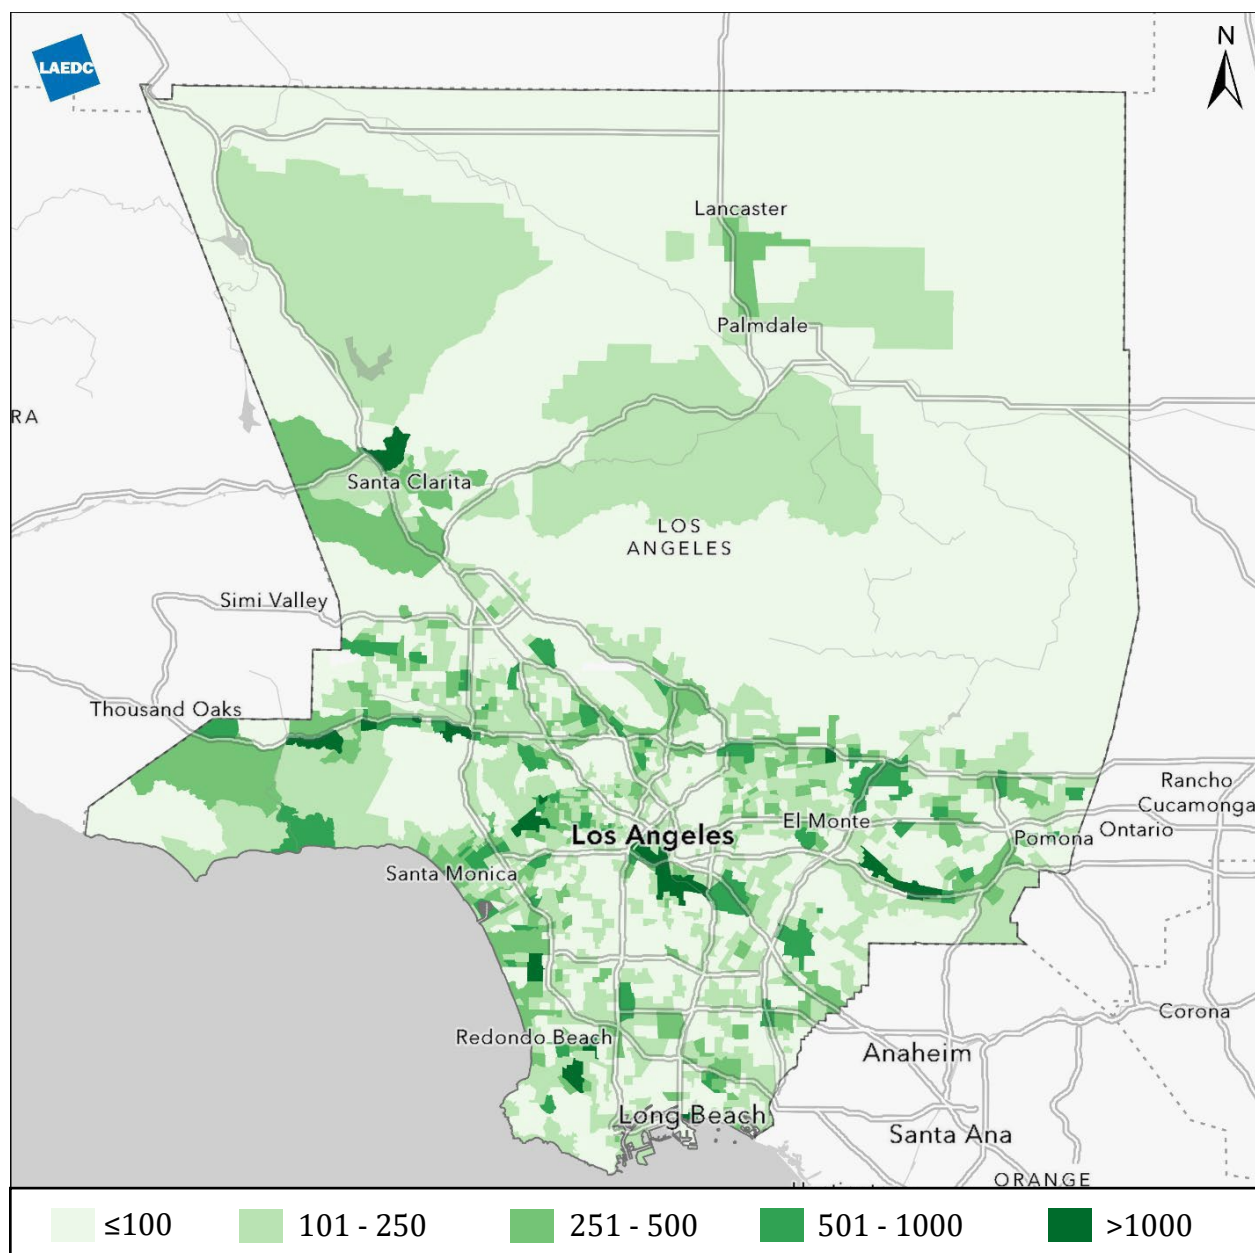 LAEDC
N
Lancaster
Palmdale
RA
Santa Clarita
LOS
ANGELES
Simi Valley
Thousand Oaks
Rancho
Cucamonga
El Monte
Los Angeles
Pomona
Ontario
Santa Monica
Corona
Redondo Beach
Anaheim
Long Beach
Santa Ana
ORANGE
≤100
101 - 250
251 - 500
501 - 1000
>1000